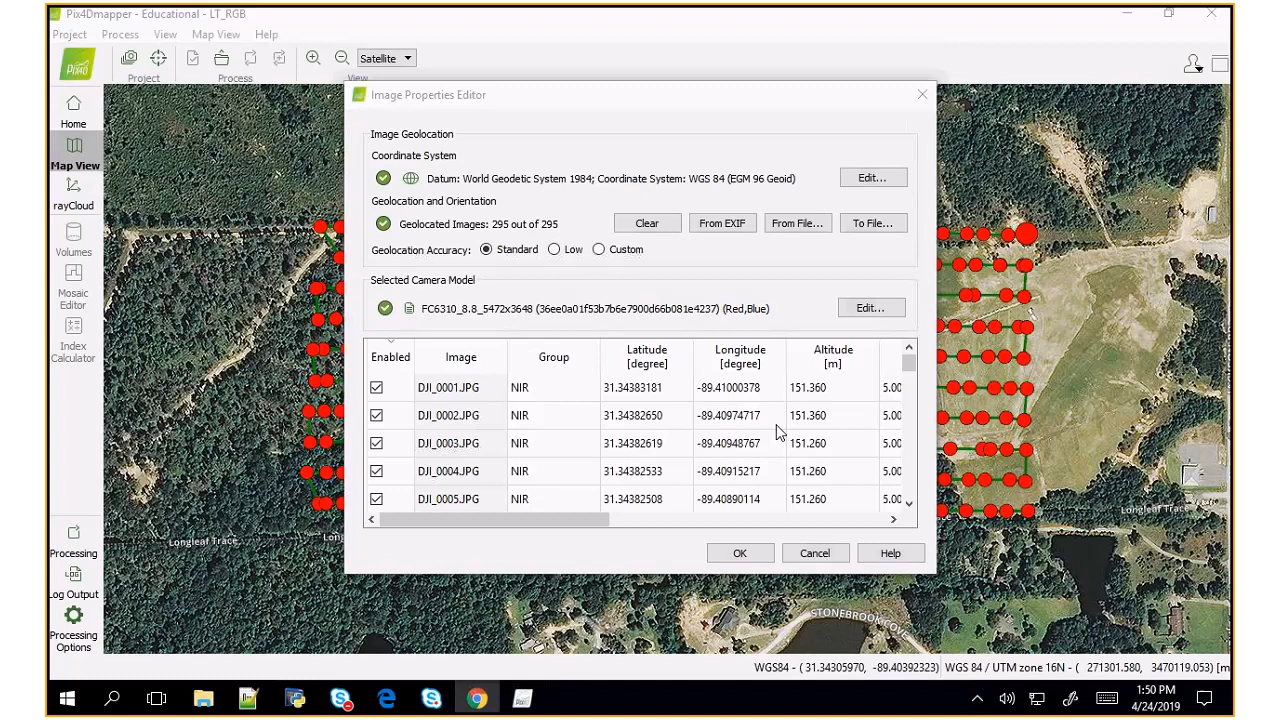 Pix4Dmapper - Educational - LT_RGB
Project Process View Map View Help
PIX4D
Satellite
Project Process View
Home
Map View
rayCloud
Volumes
Mosaic
Editor
Index
Calculator
Processing
Log Output
Processing
Options
Image Properties Editor
Image Geolocation
Coordinate System
Datum: World Geodetic System 1984; Coordinate System: WGS 84 (EGM 96 Geoid)
Edit...
Geolocation and Orientation
Geolocated Images: 295 out of 295
Clear From EXIF From File... To File...
Geolocation Accuracy: Standard Low Custom
Selected Camera Model
FC6310_8.8_5472x3648 (36ee0a01f53b7b6e7900d66b081e4237) (Red,Blue)
Edit...
Enabled Image Group Latitude [degree] Longitude [degree] Altitude [m]
DJI_0001.JPG NIR 31.34383181 -89.41000378 151.360 5.00
DJI_0002.JPG NIR 31.34382650 -89.40974717 151.360 5.00
DJI_0003.JPG NIR 31.34382619 -89.40948767 151.260 5.00
DJI_0004.JPG NIR 31.34382533 -89.40915217 151.260 5.00
DJI_0005.JPG NIR 31.34382508 -89.40890114 151.260 5.00
OK Cancel Help
Longleaf Trace
Longleaf Trace
STONEBROOK COVE
WGS84 - ( 31.34305970, -89.40392323) WGS 84 / UTM zone 16N - ( 271301.580, 3470119.053) [m
LOG
1:50 PM
4/24/2019